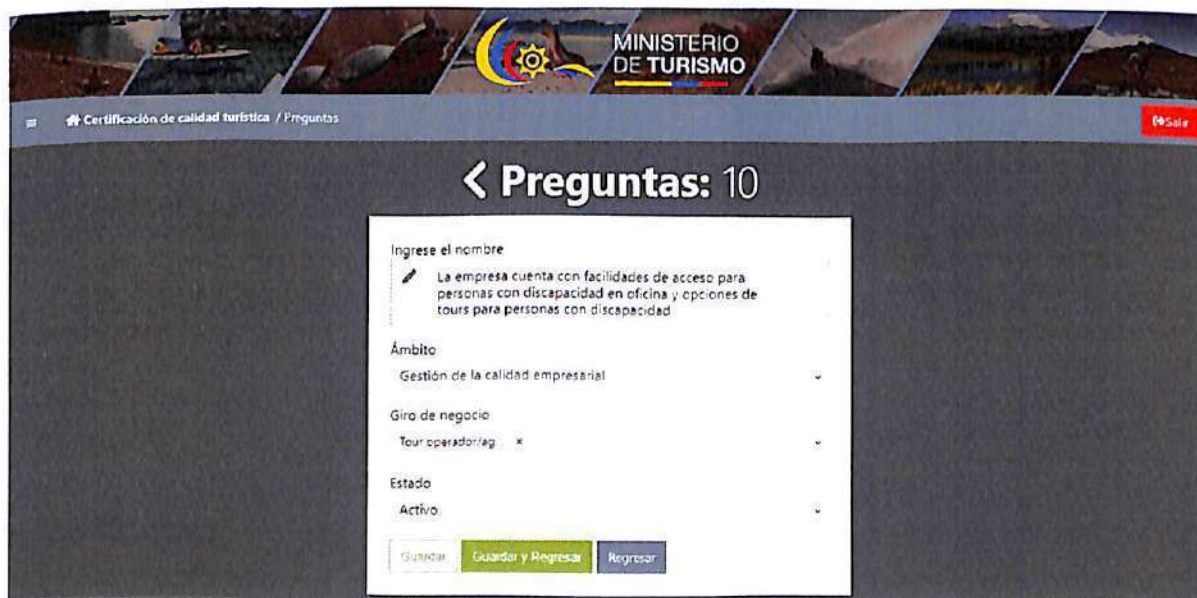 MINISTERIO
DE TURISMO
Certificación de calidad turística / Preguntas
Salir
Preguntas: 10
Ingrese el nombre
La empresa cuenta con facilidades de acceso para
personas con discapacidad en oficina y opciones de
tours para personas con discapacidad
Ámbito
Gestión de la calidad empresarial
Giro de negocio
Tour operador/ag... ×
Estado
Activo
Guardar Guardar y Regresar Regresar